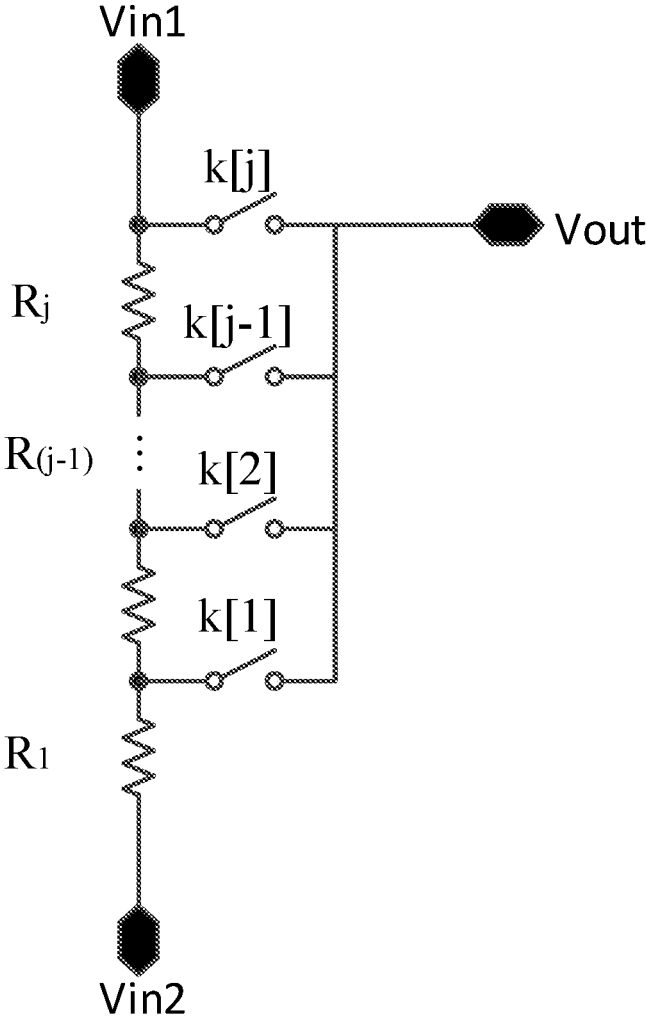 Vin1
k[j]
Vout
Rj
k[j-1]
R(j-1)
k[2]
k[1]
R1
Vin2